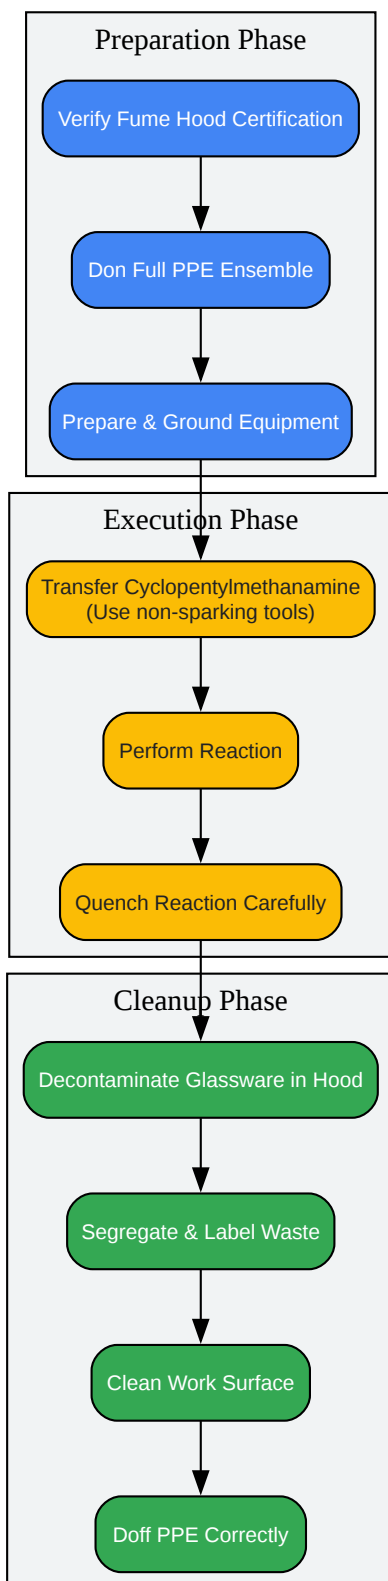 Preparation Phase
Verify Fume Hood Certification
Don Full PPE Ensemble
Prepare & Ground Equipment
Execution Phase
Transfer Cyclopentylmethanamine
(Use non-sparking tools)
Perform Reaction
Quench Reaction Carefully
Cleanup Phase
Decontaminate Glassware in Hood
Segregate & Label Waste
Clean Work Surface
Doff PPE Correctly